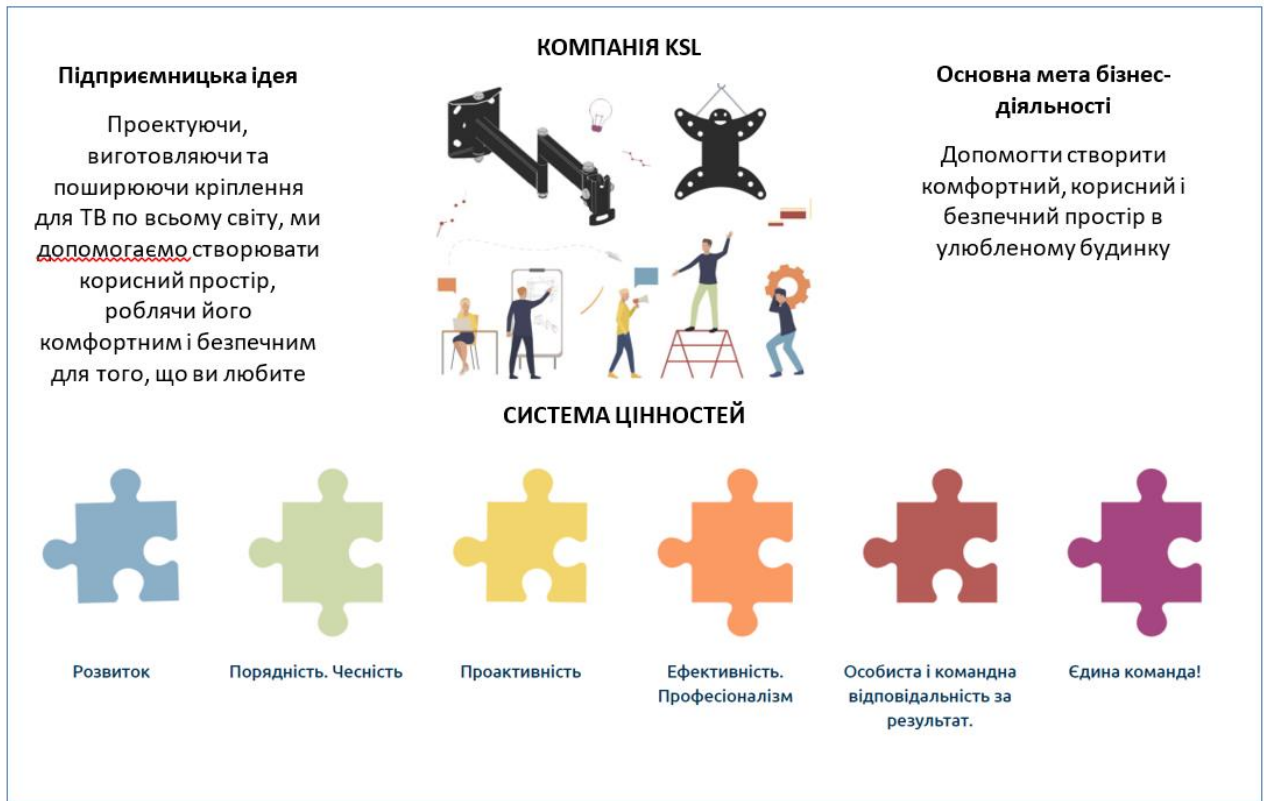 КОМПАНІЯ KSL
Підприємницька ідея
Проектуючи,
виготовляючи та
поширюючи кріплення
для ТВ по всьому світу, ми
допомогаємо створювати
корисний простір,
роблячи його
комфортним і безпечним
для того, що ви любите
Основна мета бізнес-
діяльності
Допомогти створити
комфортний, корисний і
безпечний простір в
улюбленому будинку
СИСТЕМА ЦІННОСТЕЙ
Розвиток
Порядність. Чесність
Проактивність
Ефективність.
Професіоналізм
Особиста і командна
відповідальність за
результат.
Єдина команда!